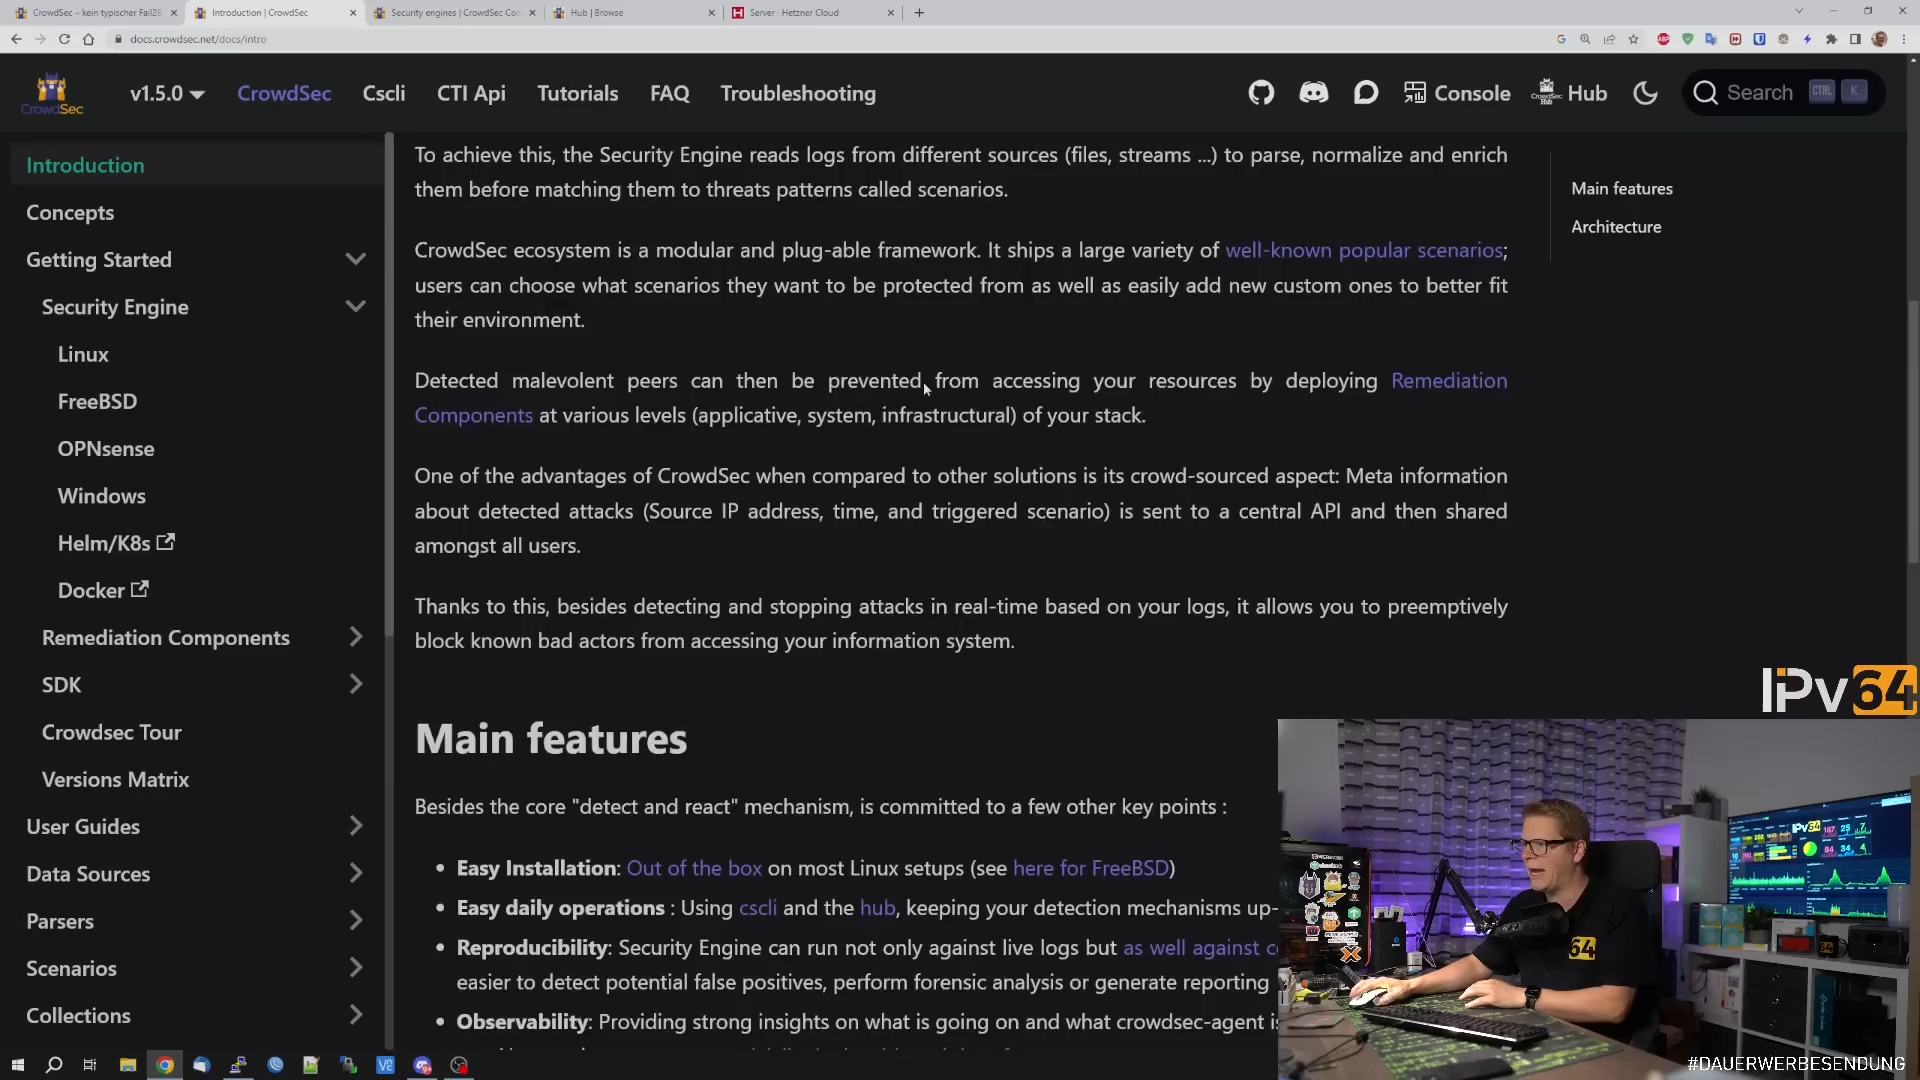 CrowdSec – kein typischer Fail2B
Introduction | CrowdSec
Security engines | CrowdSec Con
Hub | Browse
Server · Hetzner Cloud
docs.crowdsec.net/docs/intro
CrowdSec
v1.5.0
CrowdSec
Cscli
CTI Api
Tutorials
FAQ
Troubleshooting
Console
Hub
Search
CTRL
K
Introduction
Concepts
Getting Started
Security Engine
Linux
FreeBSD
OPNsense
Windows
Helm/K8s
Docker
Remediation Components
SDK
Crowdsec Tour
Versions Matrix
User Guides
Data Sources
Parsers
Scenarios
Collections
To achieve this, the Security Engine reads logs from different sources (files, streams ...) to parse, normalize and enrich
them before matching them to threats patterns called scenarios.
CrowdSec ecosystem is a modular and plug-able framework. It ships a large variety of well-known popular scenarios;
users can choose what scenarios they want to be protected from as well as easily add new custom ones to better fit
their environment.
Detected malevolent peers can then be prevented from accessing your resources by deploying Remediation
Components at various levels (applicative, system, infrastructural) of your stack.
One of the advantages of CrowdSec when compared to other solutions is its crowd-sourced aspect: Meta information
about detected attacks (Source IP address, time, and triggered scenario) is sent to a central API and then shared
amongst all users.
Thanks to this, besides detecting and stopping attacks in real-time based on your logs, it allows you to preemptively
block known bad actors from accessing your information system.
Main features
Besides the core "detect and react" mechanism, is committed to a few other key points :
• Easy Installation: Out of the box on most Linux setups (see here for FreeBSD)
• Easy daily operations : Using cscli and the hub, keeping your detection mechanisms up-
• Reproducibility: Security Engine can run not only against live logs but as well against c
easier to detect potential false positives, perform forensic analysis or generate reporting
• Observability: Providing strong insights on what is going on and what crowdsec-agent is
Main features
Architecture
IPv64
IPv64
64
#DAUERWERBESENDUNG